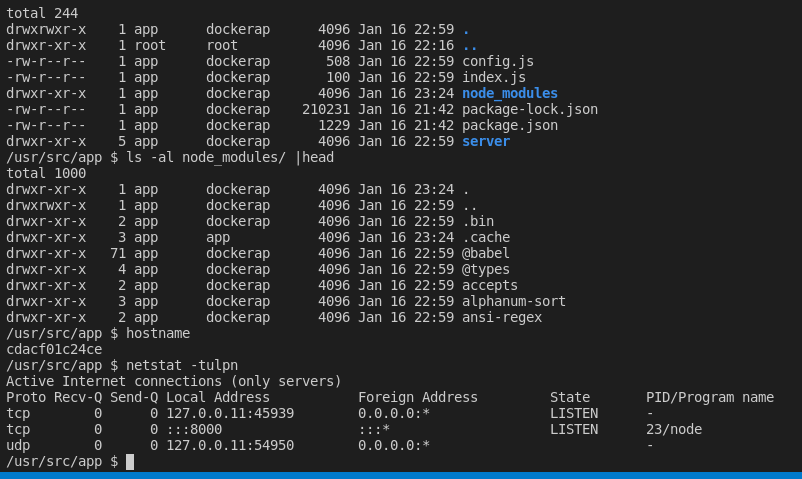 total 244
drwxrwxr-x    1 app      dockerap      4096 Jan 16 22:59 .
drwxr-xr-x    1 root     root          4096 Jan 16 22:16 ..
-rw-r--r--    1 app      dockerap       508 Jan 16 22:59 config.js
-rw-r--r--    1 app      dockerap       100 Jan 16 22:59 index.js
drwxr-xr-x    1 app      dockerap      4096 Jan 16 23:24 node_modules
-rw-r--r--    1 app      dockerap    210231 Jan 16 21:42 package-lock.json
-rw-r--r--    1 app      dockerap      1229 Jan 16 21:42 package.json
drwxr-xr-x    5 app      dockerap      4096 Jan 16 22:59 server
/usr/src/app $ ls -al node_modules/ |head
total 1000
drwxr-xr-x    1 app      dockerap      4096 Jan 16 23:24 .
drwxrwxr-x    1 app      dockerap      4096 Jan 16 22:59 ..
drwxr-xr-x    2 app      dockerap      4096 Jan 16 22:59 .bin
drwxr-xr-x    3 app      app           4096 Jan 16 23:24 .cache
drwxr-xr-x   71 app      dockerap      4096 Jan 16 22:59 @babel
drwxr-xr-x    4 app      dockerap      4096 Jan 16 22:59 @types
drwxr-xr-x    2 app      dockerap      4096 Jan 16 22:59 accepts
drwxr-xr-x    3 app      dockerap      4096 Jan 16 22:59 alphanum-sort
drwxr-xr-x    2 app      dockerap      4096 Jan 16 22:59 ansi-regex
/usr/src/app $ hostname
cdacf01c24ce
/usr/src/app $ netstat -tulpn
Active Internet connections (only servers)
Proto Recv-Q Send-Q Local Address           Foreign Address         State       PID/Program name
tcp        0      0 127.0.0.11:45939        0.0.0.0:*               LISTEN      -
tcp        0      0 :::8000                 :::*                    LISTEN      23/node
udp        0      0 127.0.0.11:54950        0.0.0.0:*                           -
/usr/src/app $